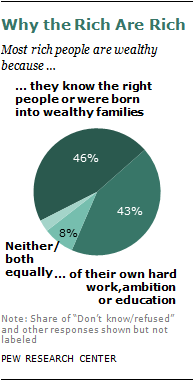 Why the Rich Are Rich
Most rich people are wealthy
because ...
... they know the right
people or were born
into wealthy families
46%
43%
8%
Neither/
both
equally
... of their own hard
work,ambition
or education
Note: Share of “Don’t know/refused”
and other responses shown but not
labeled
PEW RESEARCH CENTER